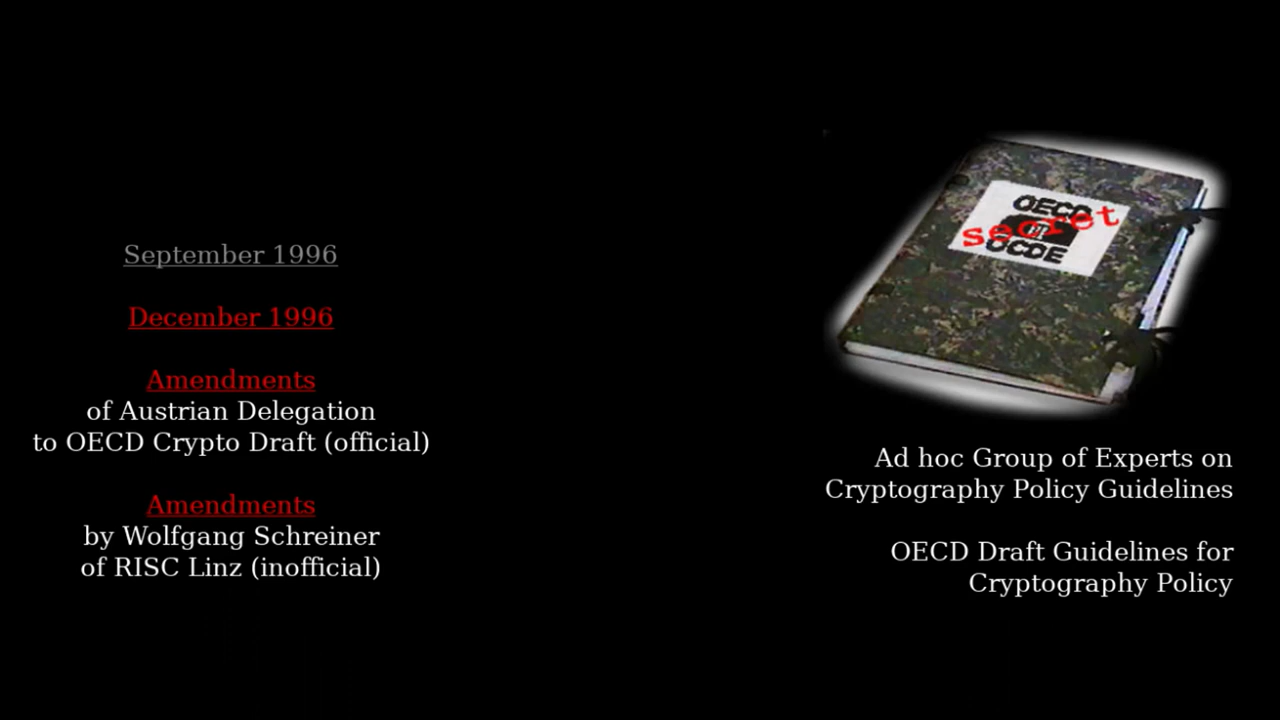 September 1996
December 1996
Amendments
of Austrian Delegation
to OECD Crypto Draft (official)
Amendments
by Wolfgang Schreiner
of RISC Linz (inofficial)
OECD
secret
OCDE
Ad hoc Group of Experts on
Cryptography Policy Guidelines
OECD Draft Guidelines for
Cryptography Policy